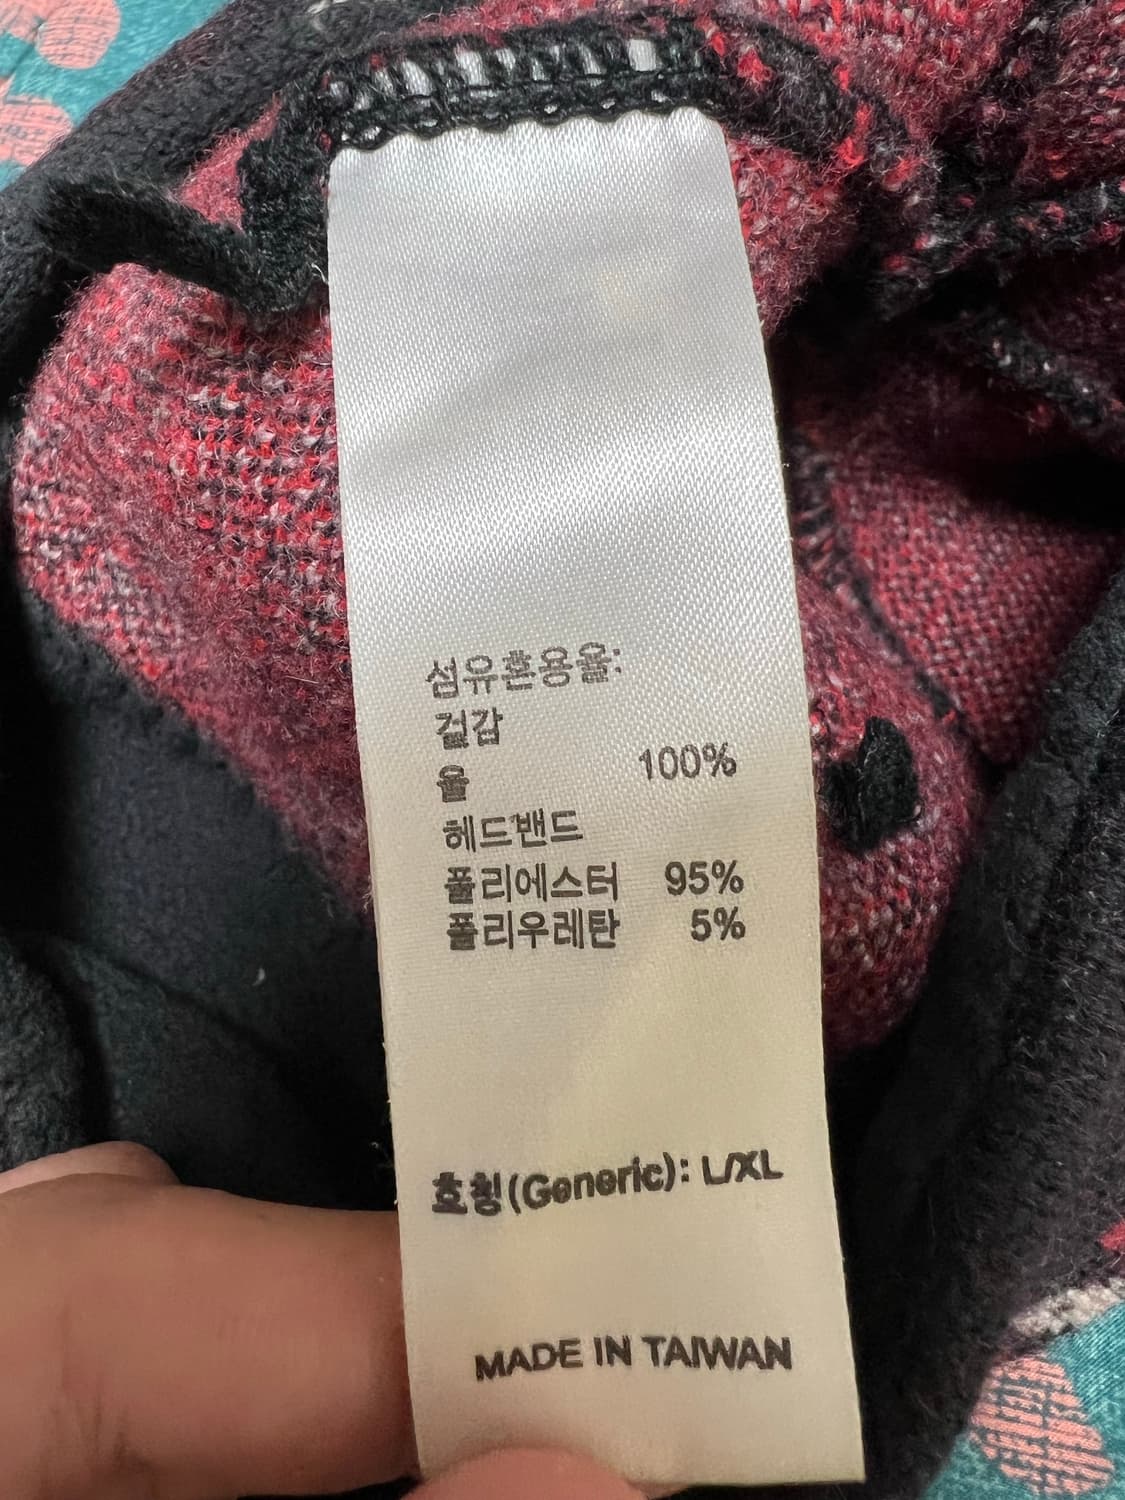 섬유혼용율:
겉감
울 100%
헤드밴드
폴리에스터 95%
폴리우레탄 5%
호칭(Generic): L/XL
MADE IN TAIWAN